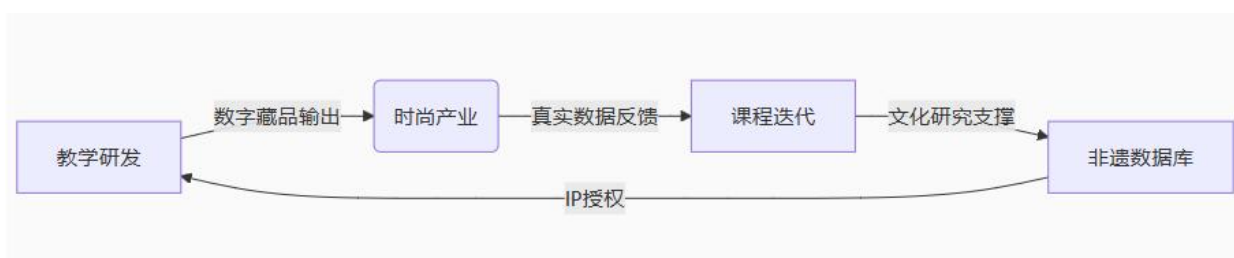 教学研发
数字藏品输出
时尚产业
真实数据反馈
课程迭代
文化研究支撑
非遗数据库
IP授权